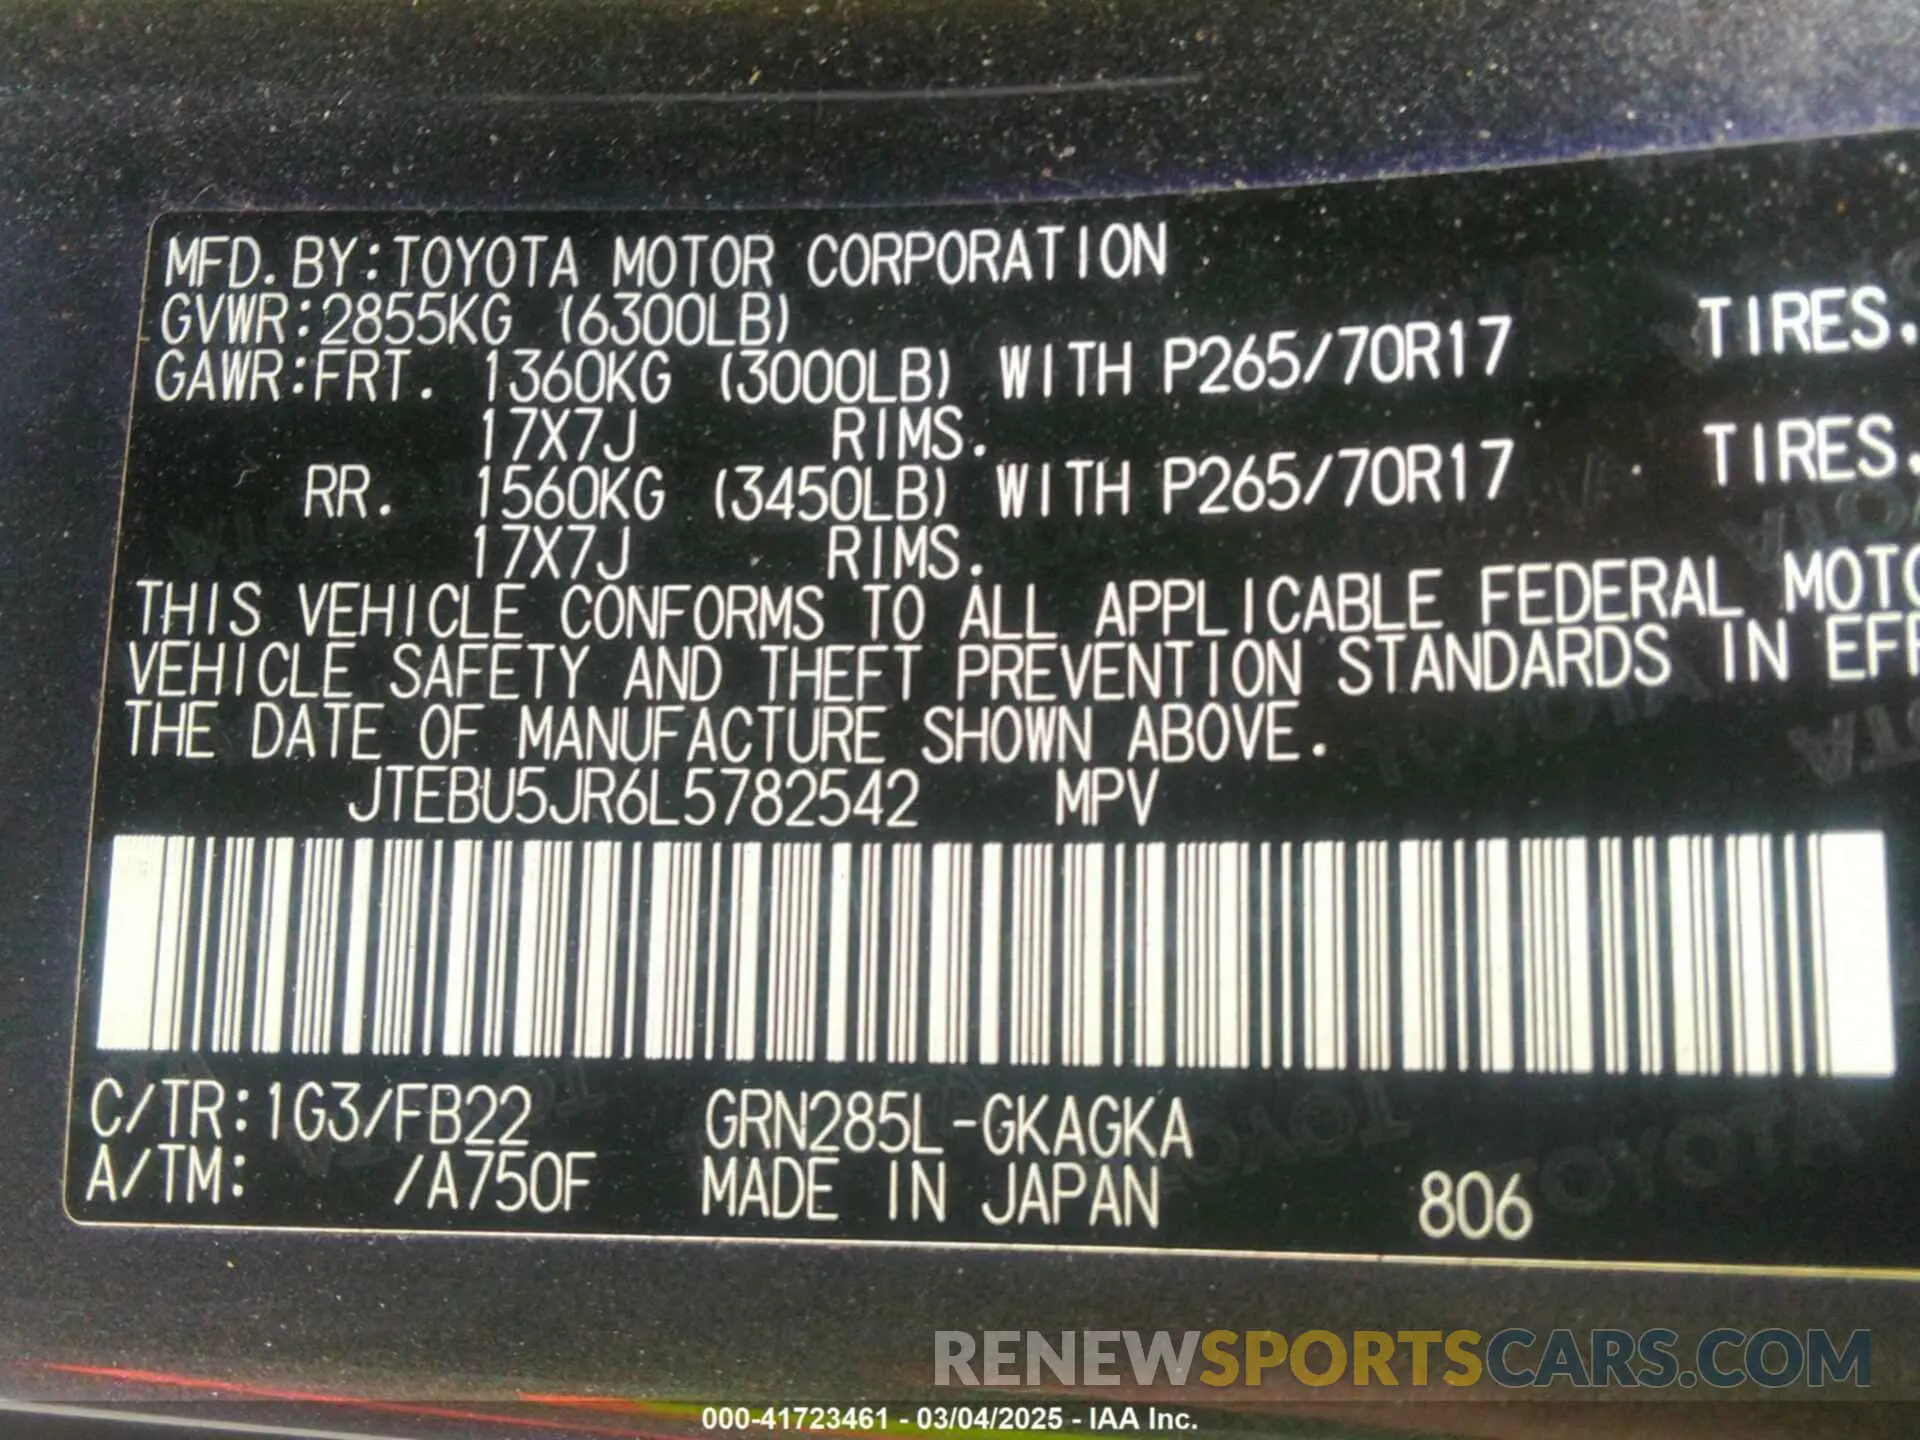 MFD.BY:TOYOTA MOTOR CORPORATION
GVWR:2855KG (6300LB)
GAWR:FRT. 1360KG (3000LB) WITH P265/70R17 TIRES,
17X7J RIMS.
RR. 1560KG (3450LB) WITH P265/70R17 TIRES,
17X7J RIMS.
THIS VEHICLE CONFORMS TO ALL APPLICABLE FEDERAL MOTO
VEHICLE SAFETY AND THEFT PREVENTION STANDARDS IN EFF
THE DATE OF MANUFACTURE SHOWN ABOVE.
JTEBU5JR6L5782542 MPV
C/TR:1G3/FB22 GRN285L-GKAGKA
A/TM: /A750F MADE IN JAPAN 806
RENEWSPORTSCARS.COM
000-41723461 - 03/04/2025 - IAA Inc.